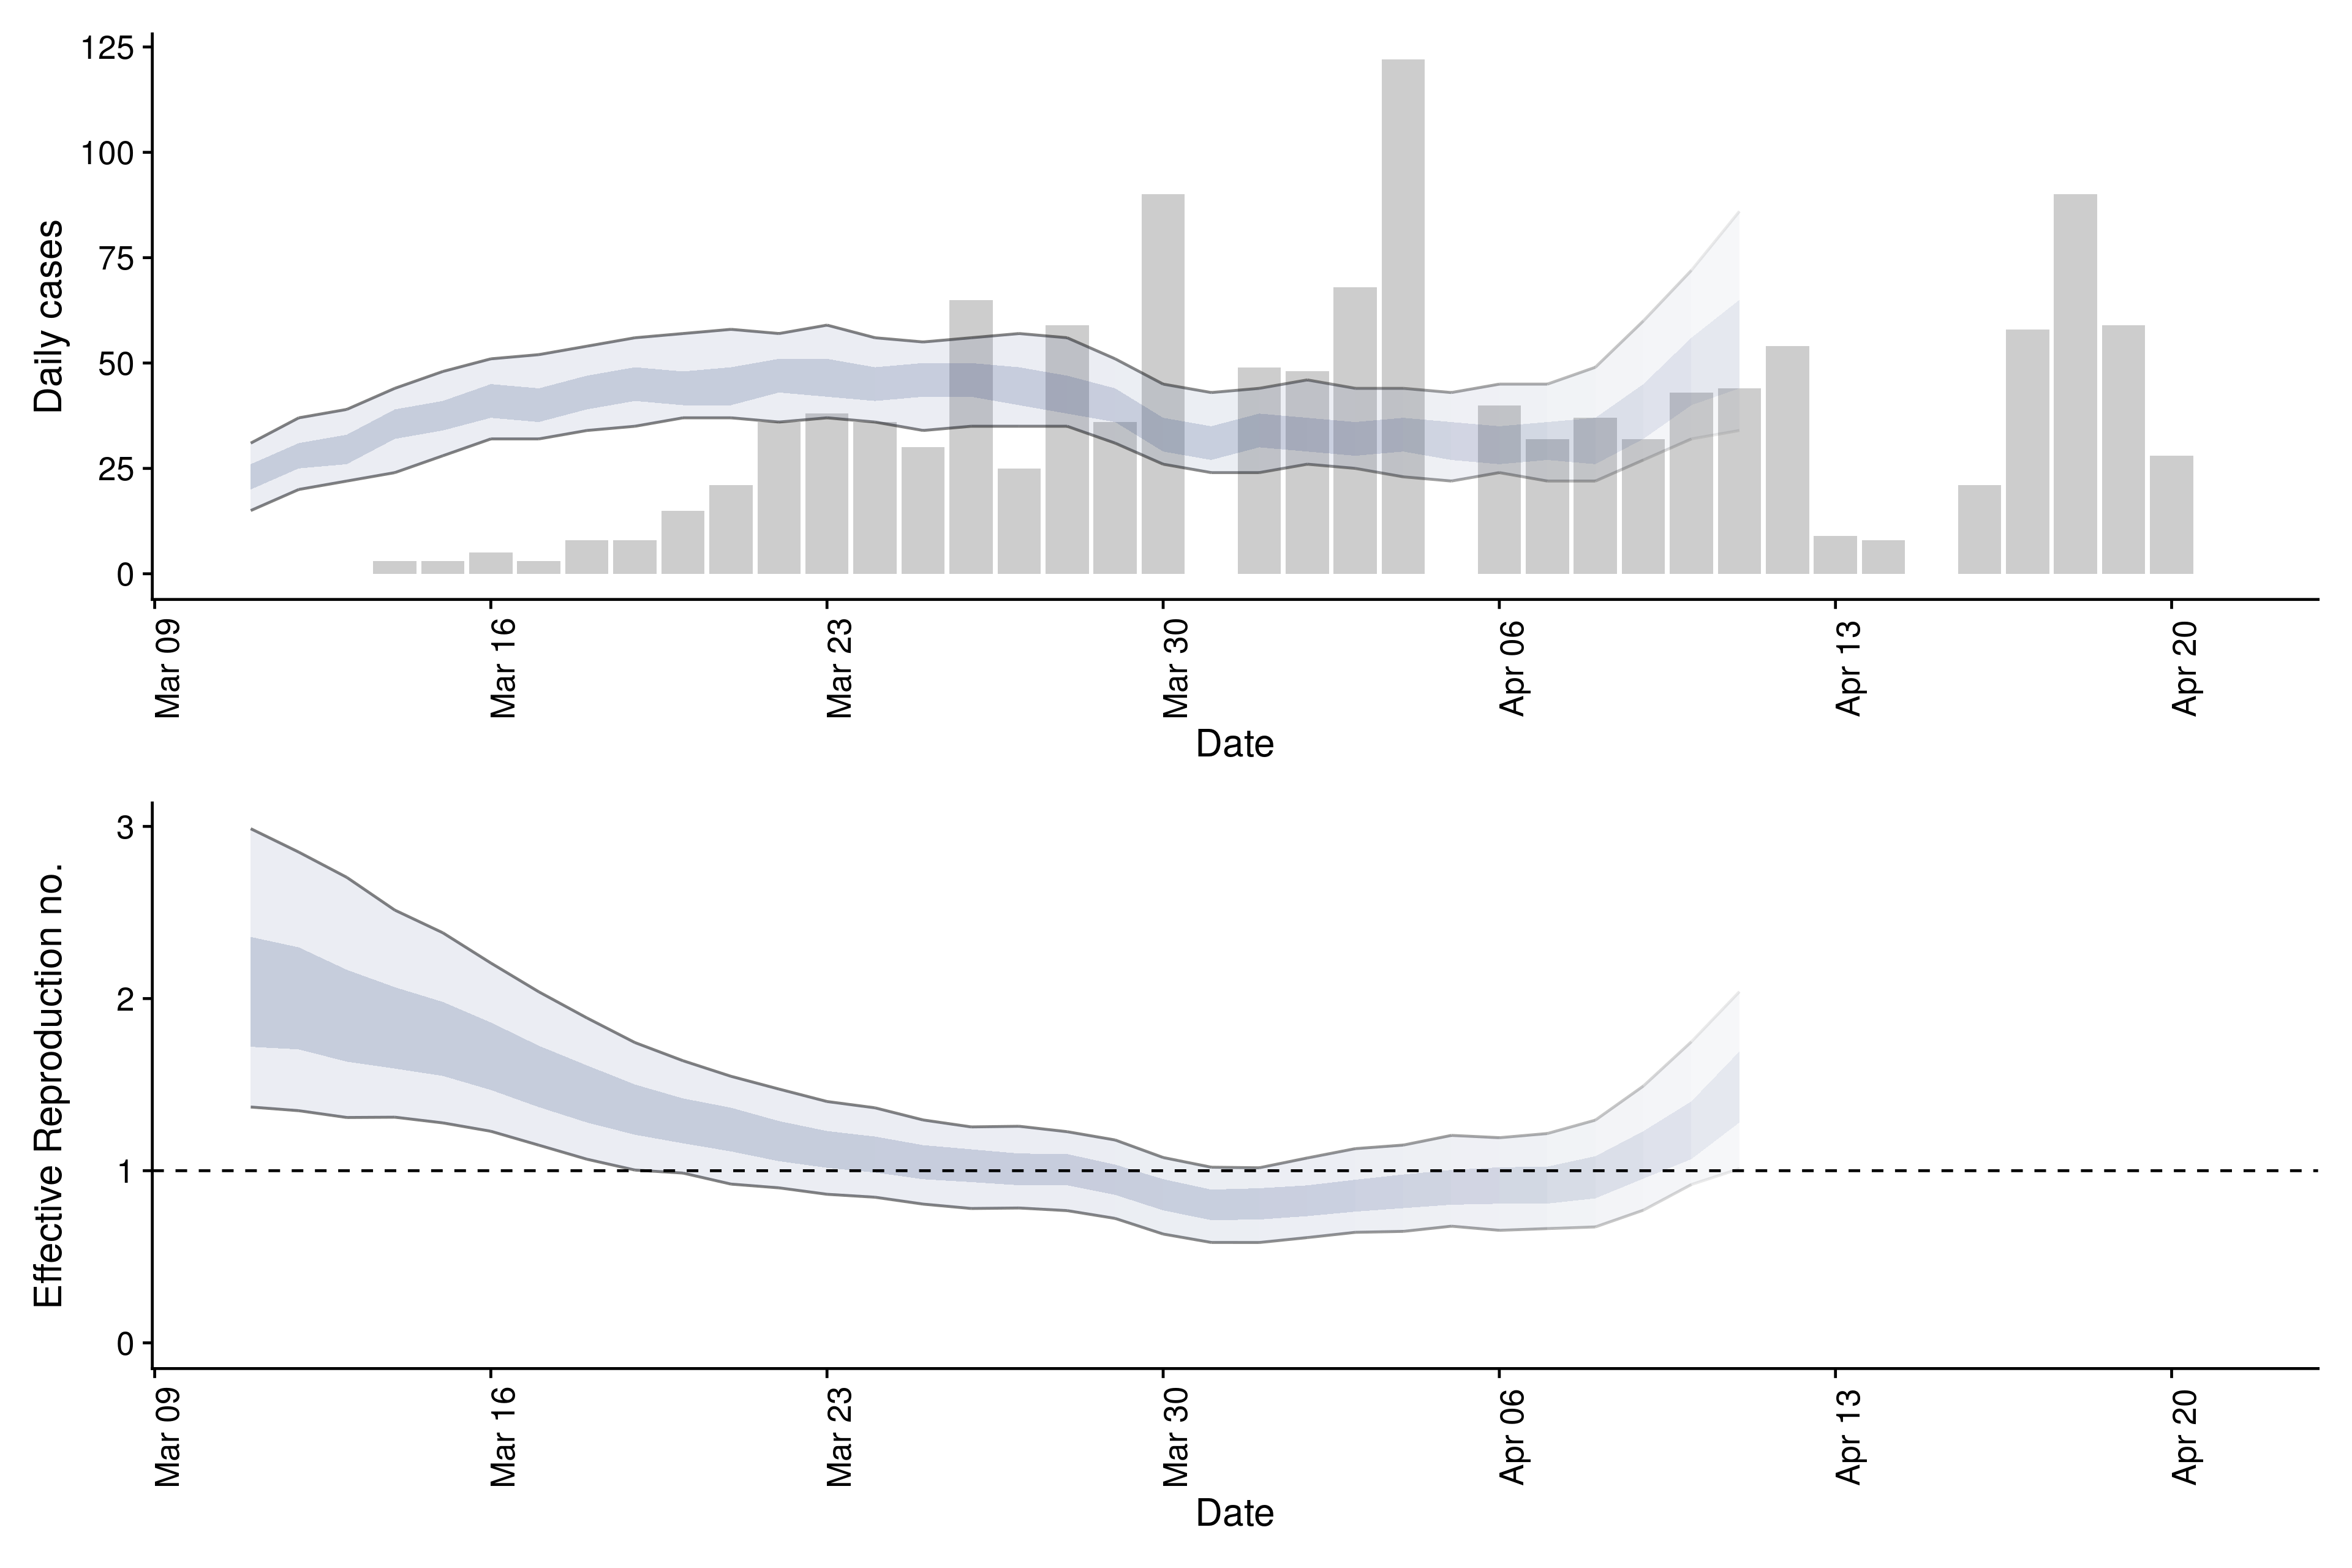 Daily cases
125
100
75
50
25
0
Mar 09
Mar 16
Mar 23
Mar 30
Apr 06
Apr 13
Apr 20
Date
Effective Reproduction no.
3
2
1
0
Mar 09
Mar 16
Mar 23
Mar 30
Apr 06
Apr 13
Apr 20
Date